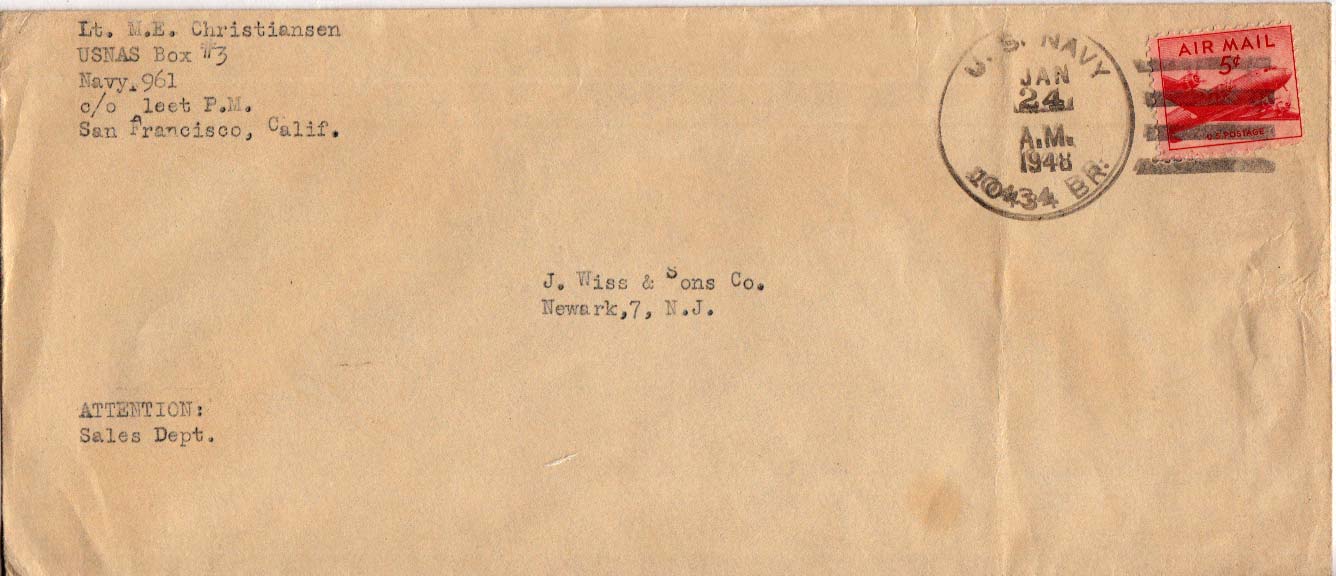 Lt. M.E. Christiansen
USNAS Box #3
Navy 961
c/o leet P.M.
San Francisco, Calif.
U. S. NAVY
JAN
24
A.M.
1948
10434 BR.
AIR MAIL
5¢
U.S. POSTAGE
J. Wiss & Sons Co.
Newark,7, N.J.
ATTENTION:
Sales Dept.